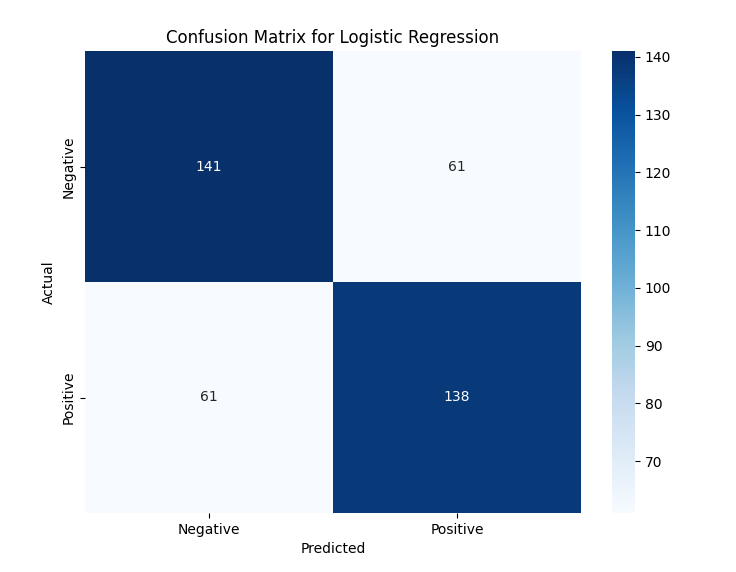 Confusion Matrix for Logistic Regression
Actual
Negative
141
61
Positive
61
138
Negative
Positive
Predicted
140
130
120
110
100
90
80
70